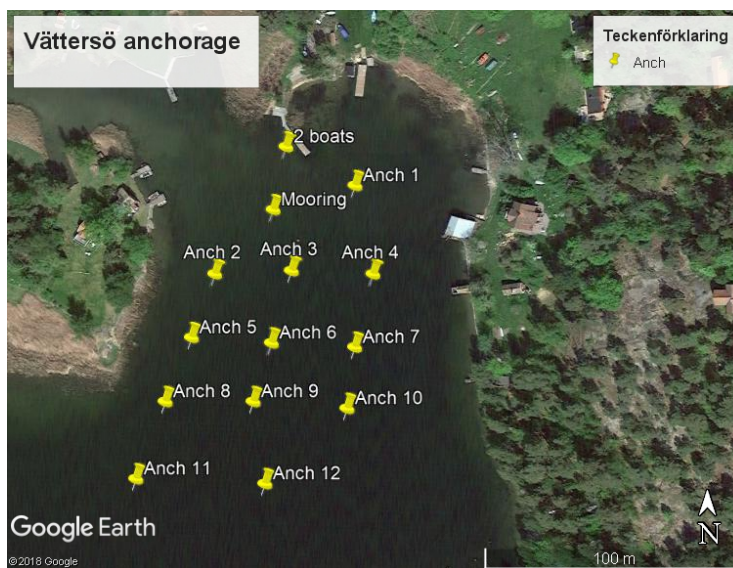 Vättersö anchorage
Teckenförklaring
Anch
2 boats
Anch 1
Mooring
Anch 2
Anch 3
Anch 4
Anch 5
Anch 6
Anch 7
Anch 8
Anch 9
Anch 10
Anch 11
Anch 12
Google Earth
©2018 Google
100 m
N